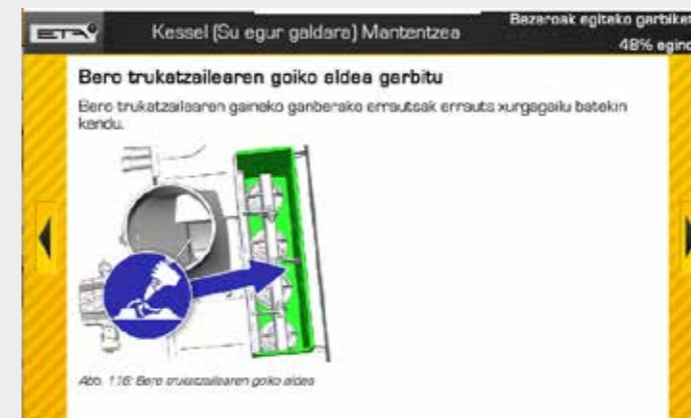 ETA
Kessel (Su egur galdara) Mantentzea
Bezeroak egiteko garbiket
48% egind
Bero trukatzailearen goiko aldea garbitu
Bero trukatzailearen gaineko ganberako errautsak errauts xurgagailu batekin
kendu.
Abb. 116: Bero trukatzailearen goiko aldea